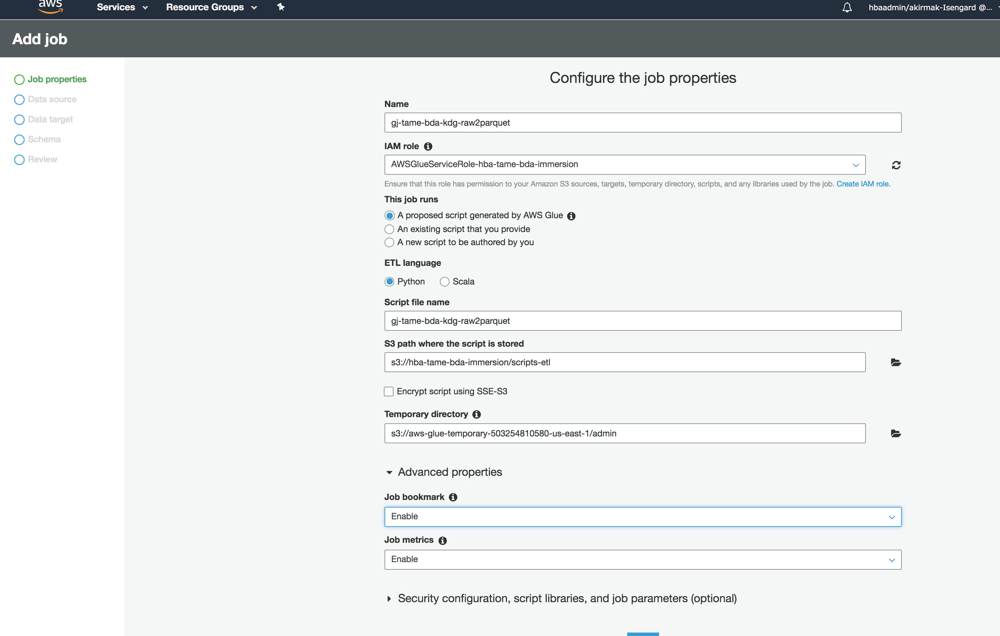 aws
Services
Resource Groups
hbaadmin/akirmak-Isengard @...
Add job
Job properties
Data source
Data target
Schema
Review
Configure the job properties
Name
gj-tame-bda-kdg-raw2parquet
IAM role
AWSGlueServiceRole-hba-tame-bda-immersion
Ensure that this role has permission to your Amazon S3 sources, targets, temporary directory, scripts, and any libraries used by the job. Create IAM role.
This job runs
A proposed script generated by AWS Glue
An existing script that you provide
A new script to be authored by you
ETL language
Python
Scala
Script file name
gj-tame-bda-kdg-raw2parquet
S3 path where the script is stored
s3://hba-tame-bda-immersion/scripts-etl
Encrypt script using SSE-S3
Temporary directory
s3://aws-glue-temporary-503254810580-us-east-1/admin
Advanced properties
Job bookmark
Enable
Job metrics
Enable
Security configuration, script libraries, and job parameters (optional)